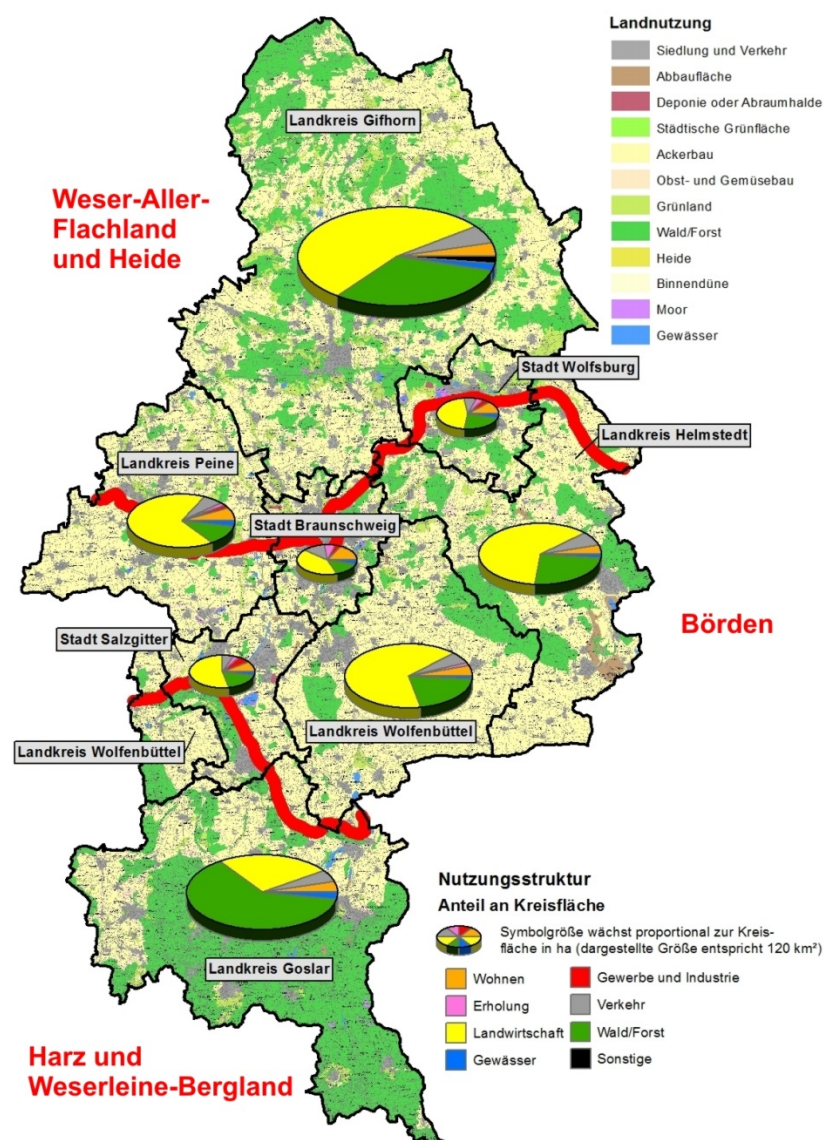 Landnutzung
Siedlung und Verkehr
Abbaufläche
Deponie oder Abraumhalde
Städtische Grünfläche
Ackerbau
Obst- und Gemüsebau
Grünland
Wald/Forst
Heide
Binnendüne
Moor
Gewässer
Landkreis Gifhorn
Weser-Aller-
Flachland
und Heide
Stadt Wolfsburg
Landkreis Helmstedt
Landkreis Peine
Stadt Braunschweig
Börden
Stadt Salzgitter
Landkreis Wolfenbüttel
Landkreis Wolfenbüttel
Landkreis Goslar
Harz und
Weserleine-Bergland
Nutzungsstruktur
Anteil an Kreisfläche
Symbolgröße wächst proportional zur Kreis-
fläche in ha (dargestellte Größe entspricht 120 km²)
Wohnen
Gewerbe und Industrie
Erholung
Verkehr
Landwirtschaft
Wald/Forst
Gewässer
Sonstige